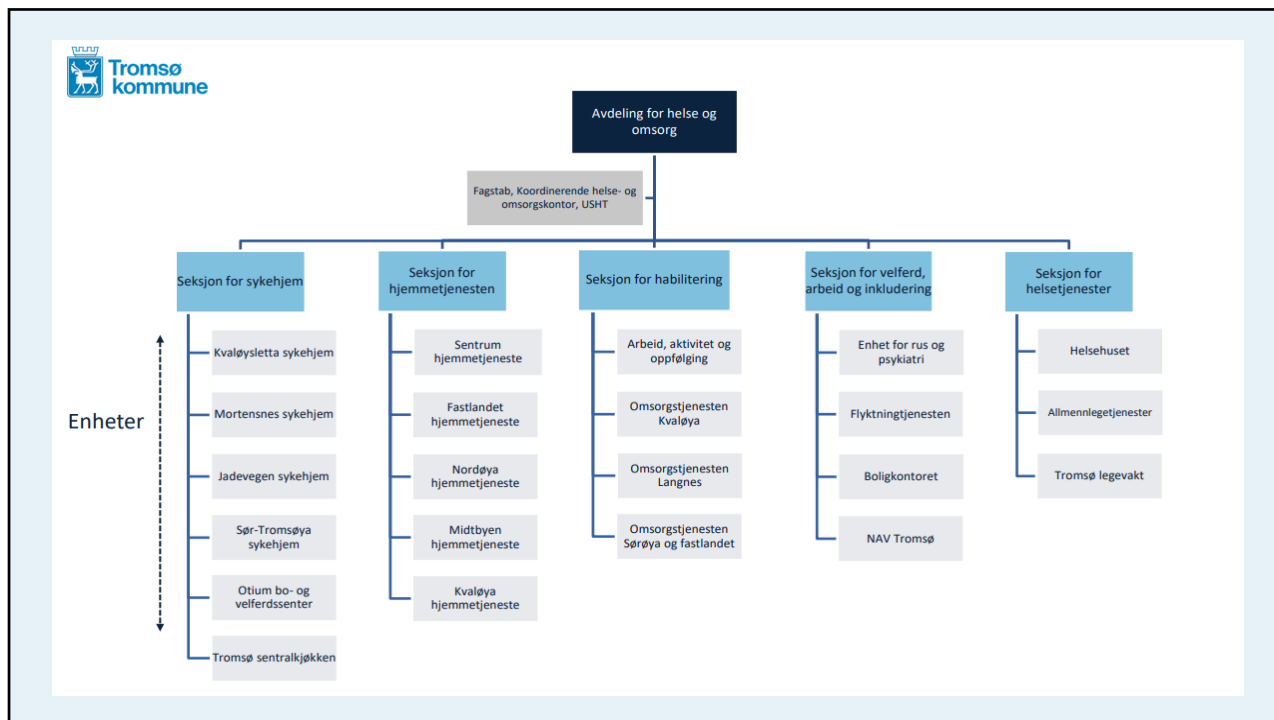 Tromsø
kommune
Avdeling for helse og
omsorg
Fagstab, Koordinerende helse- og
omsorgskontor, USHT
Seksjon for sykehjem
Seksjon for
hjemmetjenesten
Seksjon for habilitering
Seksjon for velferd,
arbeid og inkludering
Seksjon for
helsetjenester
Enheter
Kvaløysletta sykehjem
Mortensnes sykehjem
Jadevegen sykehjem
Sør-Tromsøya
sykehjem
Otium bo- og
velferdssenter
Tromsø sentralkjøkken
Sentrum
hjemmetjeneste
Fastlandet
hjemmetjeneste
Nordøya
hjemmetjeneste
Midtbyen
hjemmetjeneste
Kvaløya
hjemmetjeneste
Arbeid, aktivitet og
oppfølging
Omsorgstjenesten
Kvaløya
Omsorgstjenesten
Langnes
Omsorgstjenesten
Sørøya og fastlandet
Enhet for rus og
psykiatri
Flyktningtjenesten
Boligkontoret
NAV Tromsø
Helsehuset
Allmennlegetjenester
Tromsø legevakt